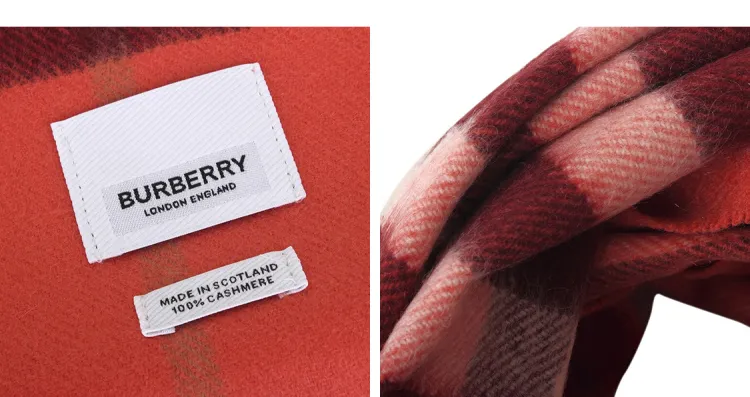 BURBERRY
LONDON ENGLAND
MADE IN SCOTLAND
100% CASHMERE